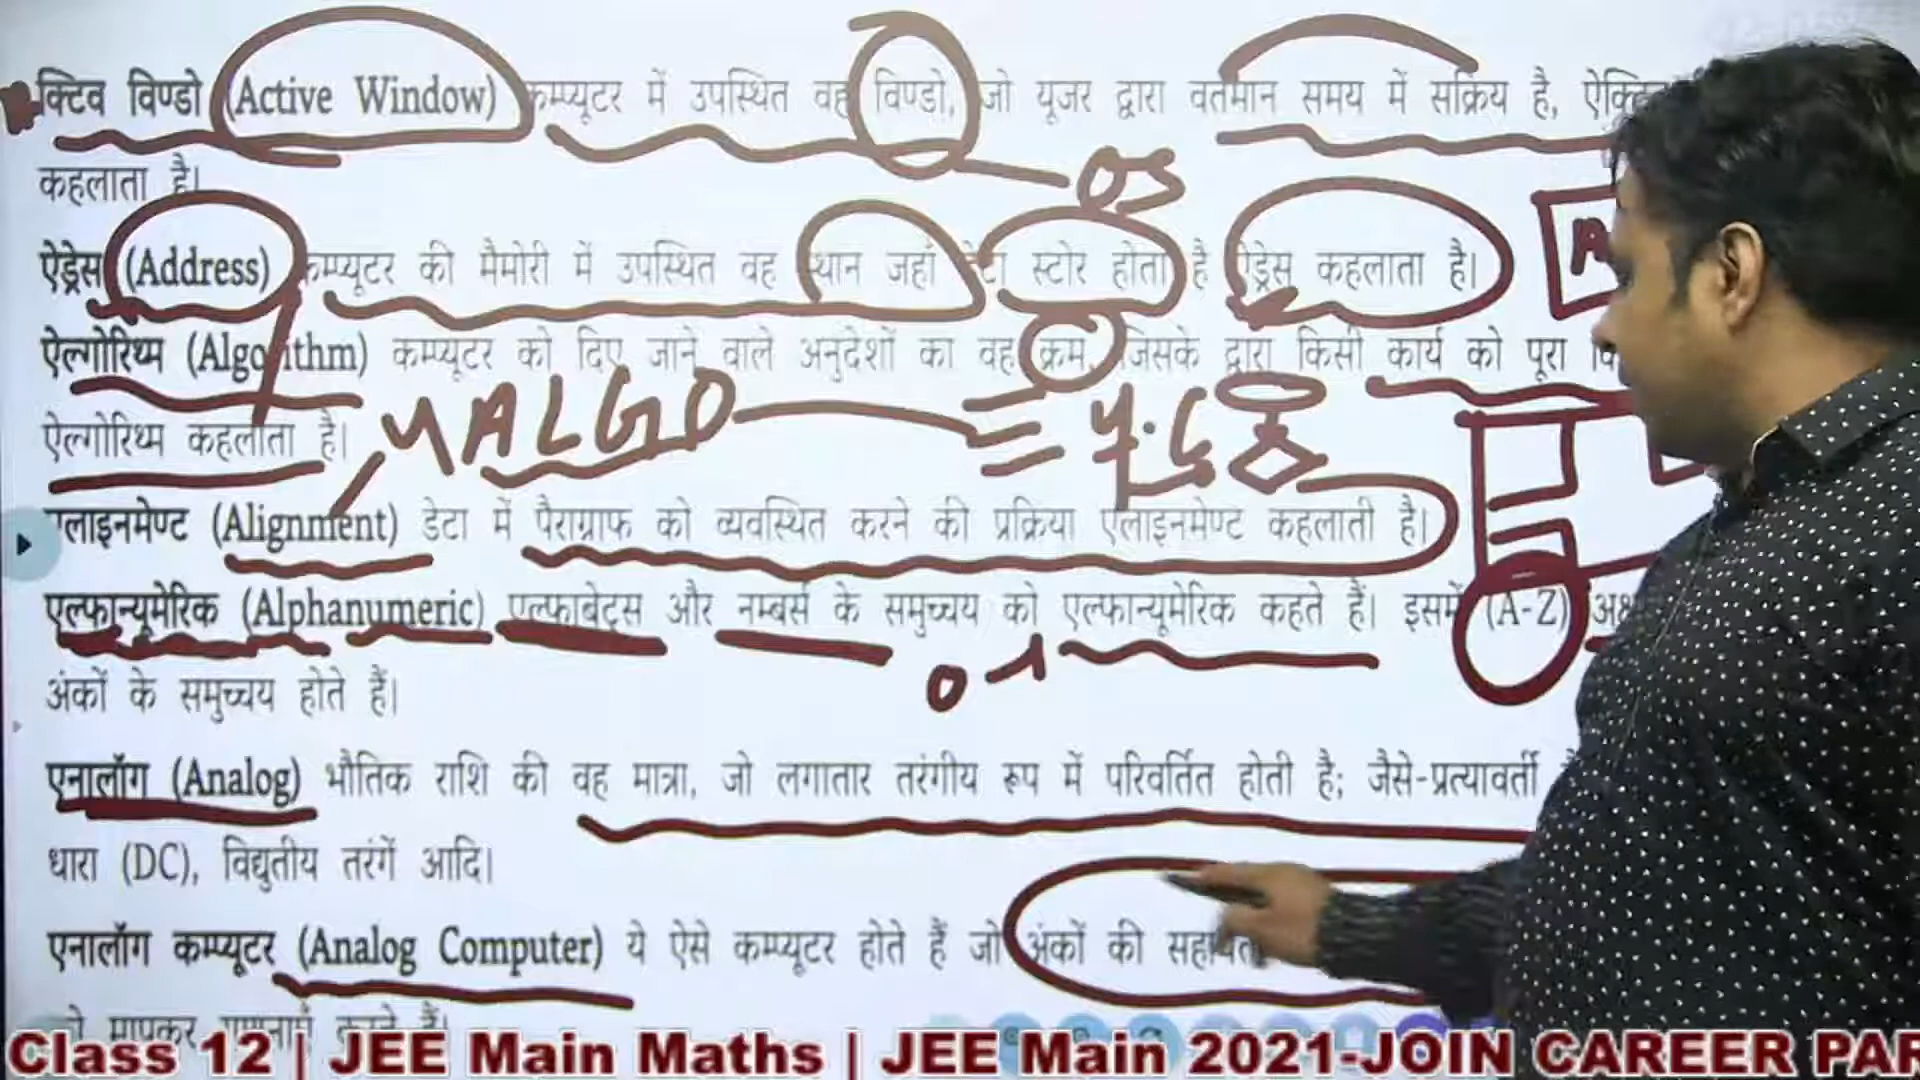 क्टिव विण्डो (Active Window) कम्प्यूटर में उपस्थित वह विण्डो, जो यूजर द्वारा वर्तमान समय में सक्रिय है,
कहलाता है।
OS
ऐड्रेस (Address) कम्प्यूटर की मैमोरी में उपस्थित वह स्थान जहाँ स्टोर होता है ऐड्रेस कहलाता है।
ऐल्गोरिथ्म (Algorithm) कम्प्यूटर को दिए जाने वाले अनुदेशों का वह क्रम, जिसके द्वारा किसी कार्य को पूरा
ALGO
ऐल्गोरिथ्म कहलाता है।
एलाइनमेण्ट (Alignment) डेटा में पैराग्राफ को व्यवस्थित करने की प्रक्रिया एलाइनमेण्ट कहलाती है।
एल्फान्यूमेरिक (Alphanumeric) एल्फाबेट्स और नम्बर्स के समुच्चय को एल्फान्यूमेरिक कहते हैं। इसमें (A-Z)
अंकों के समुच्चय होते हैं।
एनालॉग (Analog) भौतिक राशि की वह मात्रा, जो लगातार तरंगीय रूप में परिवर्तित होती है; जैसे-प्रत्यावर्ती
धारा (DC), विद्युतीय तरंगें आदि।
एनालॉग कम्प्यूटर (Analog Computer) ये ऐसे कम्प्यूटर होते हैं जो अंकों की सहायता
Class 12 | JEE Main Maths | JEE Main 2021-JOIN CAREER PAR